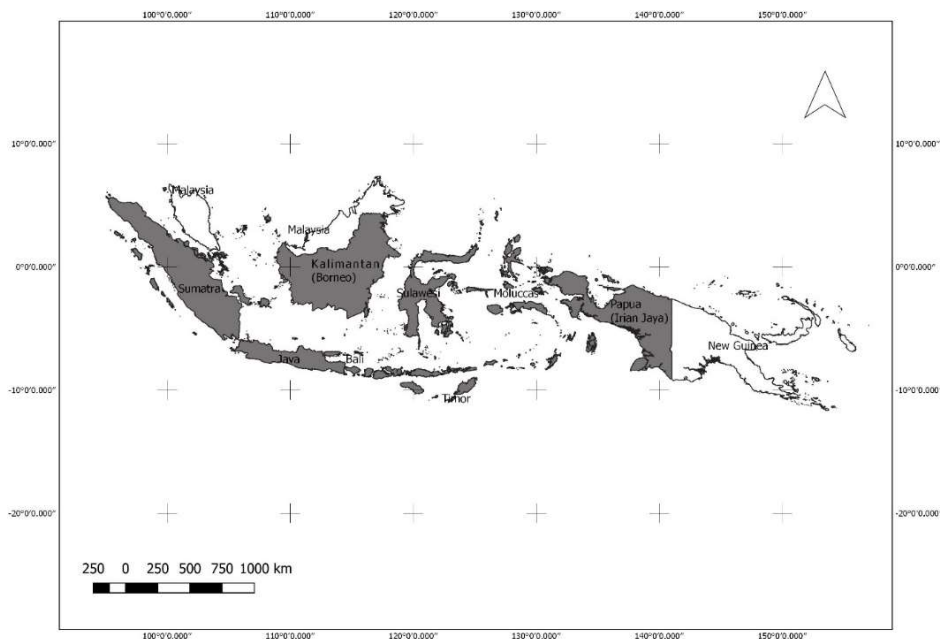 100°0'0.000" 110°0'0.000" 120°0'0.000" 130°0'0.000" 140°0'0.000" 150°0'0.000"
10°0'0.000" 10°0'0.000"
Malaysia
Malaysia
Kalimantan
(Borneo)
0°0'0.000" 0°0'0.000"
Sumatra
Sulawesi
Moluccas
Papua
(Irian Jaya)
New Guinea
Java
Bali
-10°0'0.000" -10°0'0.000"
Timor
-20°0'0.000" -20°0'0.000"
250 0 250 500 750 1000 km
100°0'0.000" 110°0'0.000" 120°0'0.000" 130°0'0.000" 140°0'0.000" 150°0'0.000"